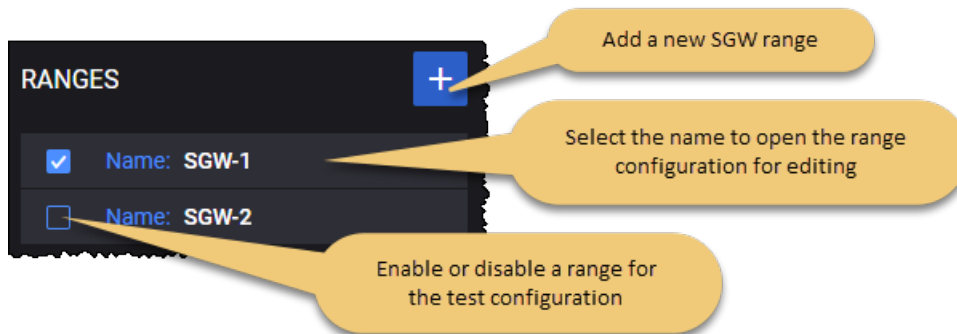 Add a new SGW range
RANGES
+
Select the name to open the range
configuration for editing
Name: SGW-1
Name: SGW-2
Enable or disable a range for
the test configuration